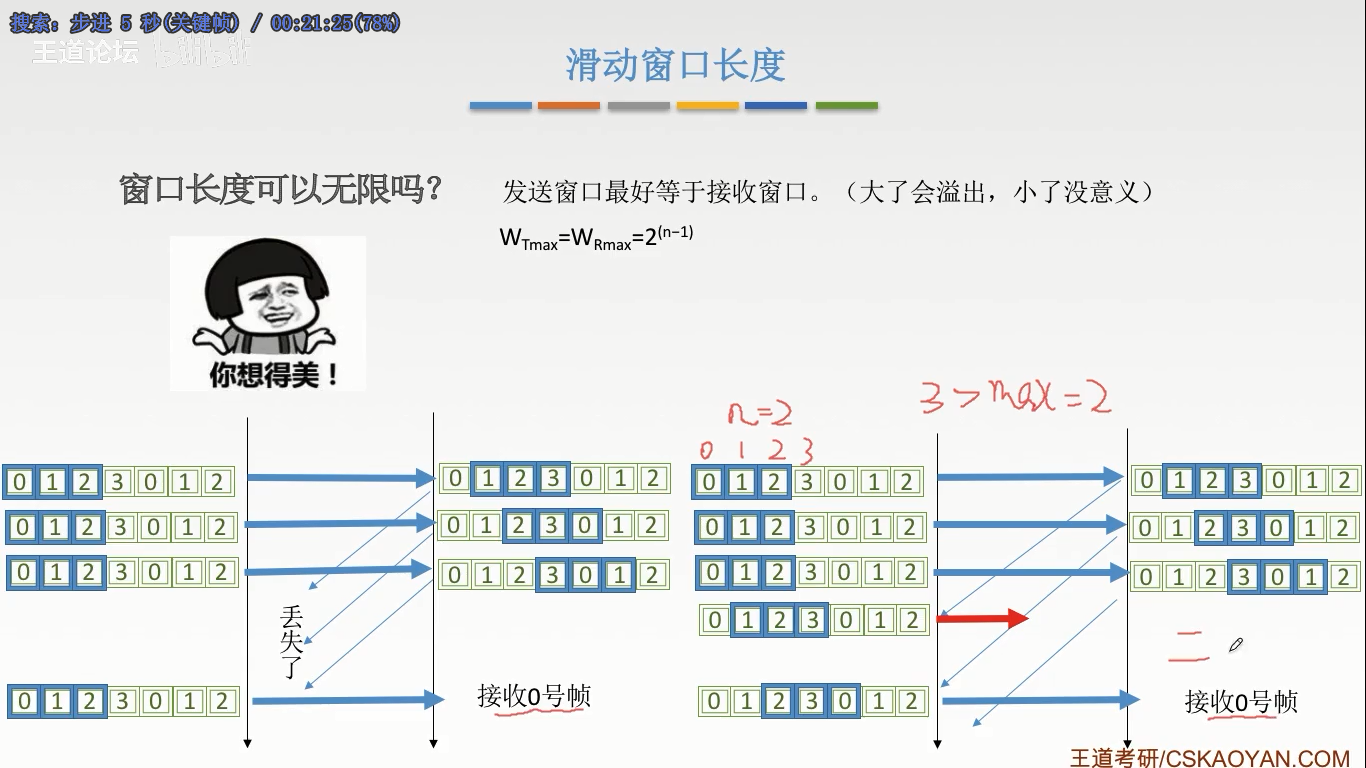 搜索: 步进 5 秒(关键帧) / 00:21:25(78%)
王道论坛 bilibili
滑动窗口长度
窗口长度可以无限吗？
发送窗口最好等于接收窗口。（大了会溢出，小了没意义）
WTmax=WRmax=2(n−1)
你想得美！
n=2
3>max=2
0 1 2 3
0 1 2 3 0 1 2
0 1 2 3 0 1 2
0 1 2 3 0 1 2
0 1 2 3 0 1 2
0 1 2 3 0 1 2
0 1 2 3 0 1 2
0 1 2 3 0 1 2
0 1 2 3 0 1 2
0 1 2 3 0 1 2
0 1 2 3 0 1 2
0 1 2 3 0 1 2
0 1 2 3 0 1 2
丢失了
0 1 2 3 0 1 2
二
0 1 2 3 0 1 2
接收0号帧
0 1 2 3 0 1 2
接收0号帧
王道考研/CSKAOYAN.COM